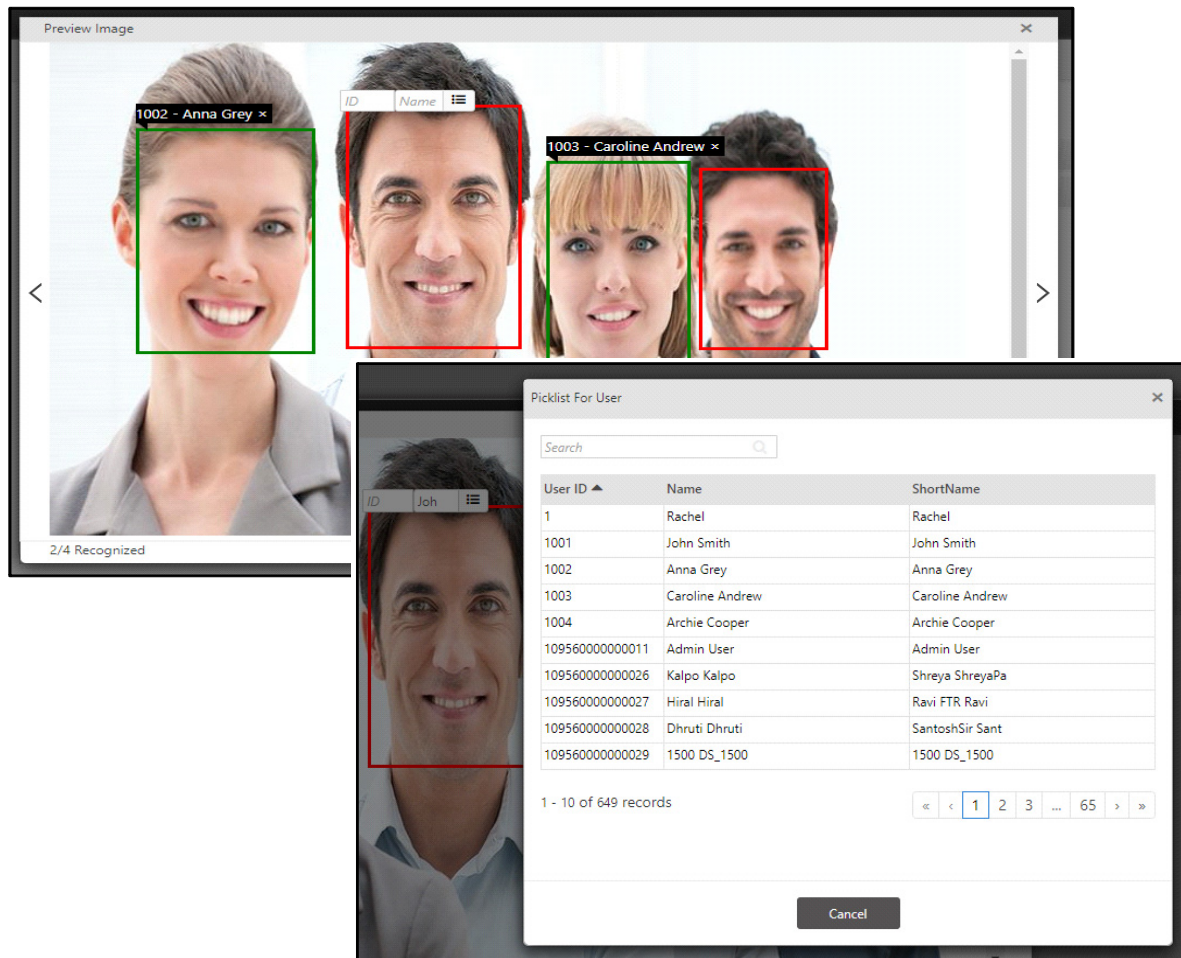 Preview Image ×
1002 - Anna Grey ×
ID Name
1003 - Caroline Andrew ×
< >
2/4 Recognized
Picklist For User ×
Search
ID Joh
User ID ▲ Name ShortName
1 Rachel Rachel
1001 John Smith John Smith
1002 Anna Grey Anna Grey
1003 Caroline Andrew Caroline Andrew
1004 Archie Cooper Archie Cooper
109560000000011 Admin User Admin User
109560000000026 Kalpo Kalpo Shreya ShreyaPa
109560000000027 Hiral Hiral Ravi FTR Ravi
109560000000028 Dhruti Dhruti SantoshSir Sant
109560000000029 1500 DS_1500 1500 DS_1500
1 - 10 of 649 records « ‹ 1 2 3 ... 65 › »
Cancel